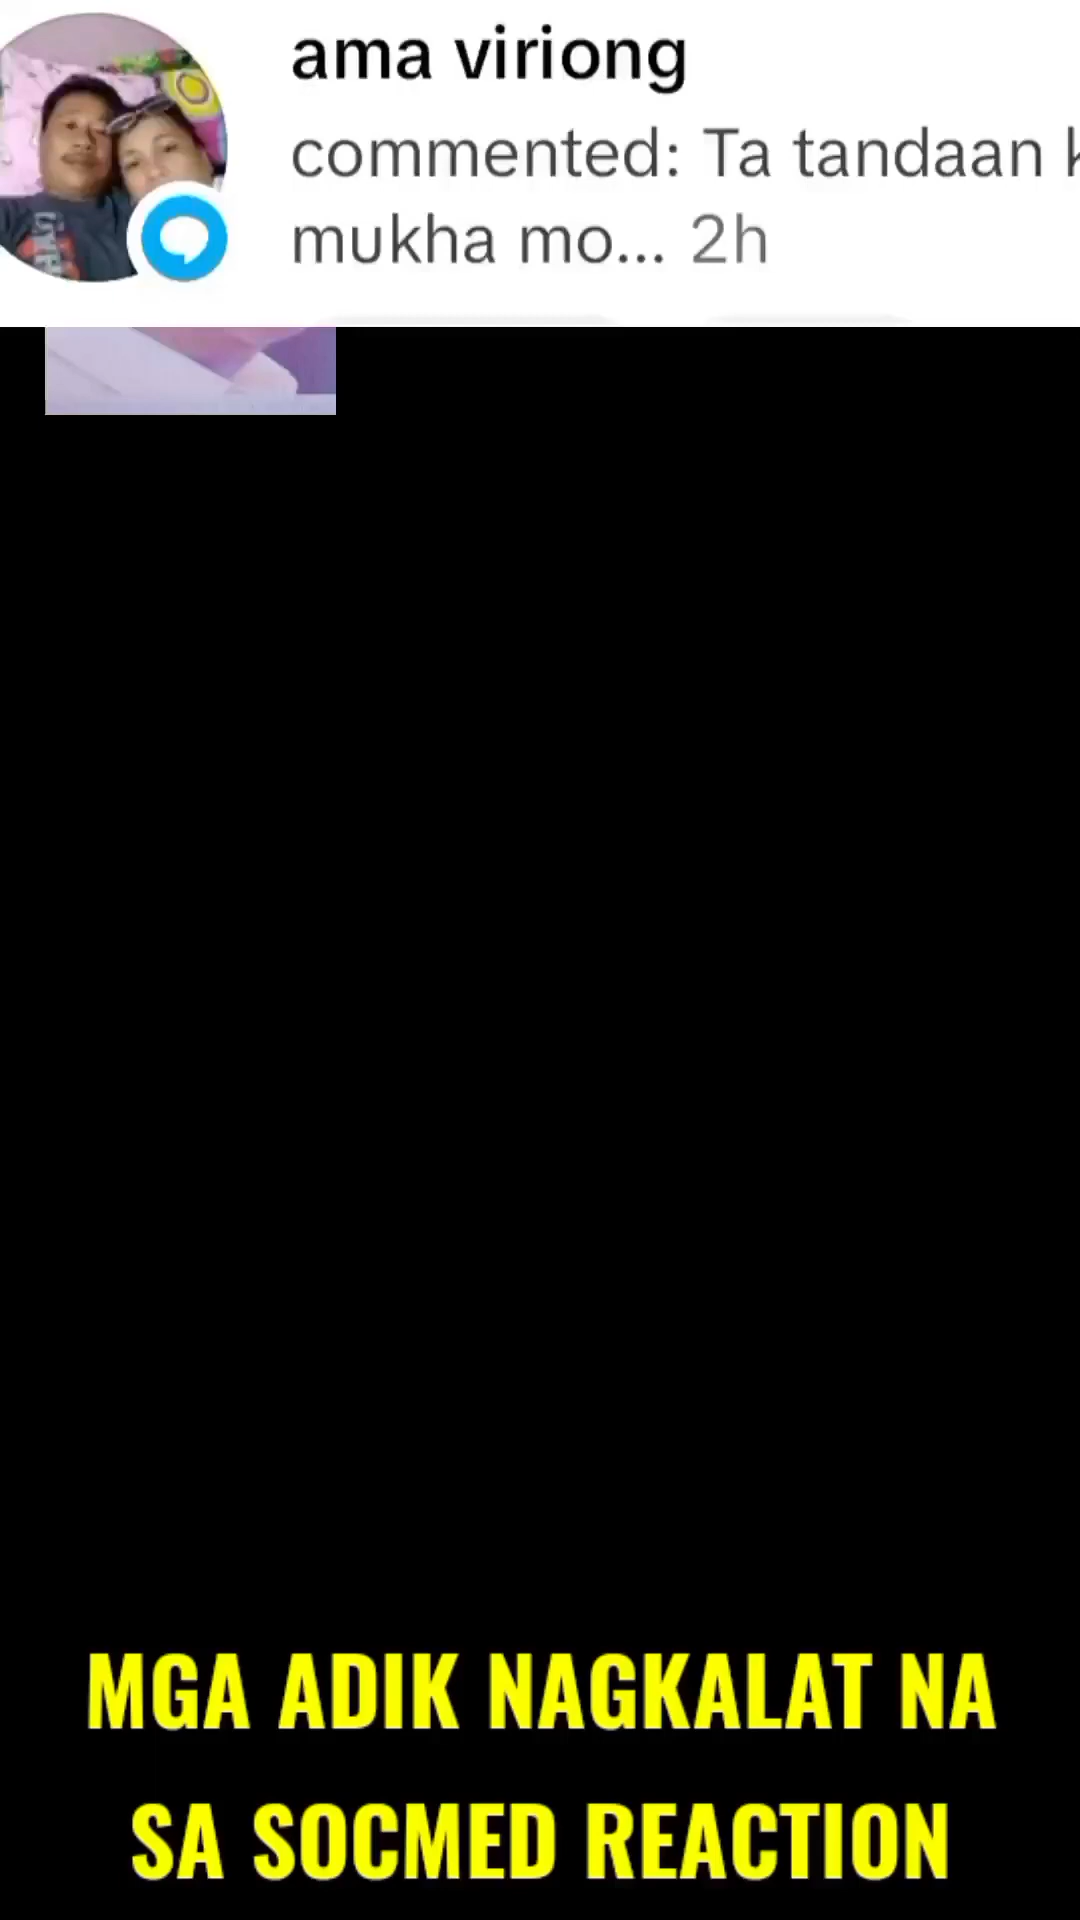 ama viriong
commented: Ta tandaan
mukha mo... 2h
MGA ADIK NAGKALAT NA
SA SOCMED REACTION